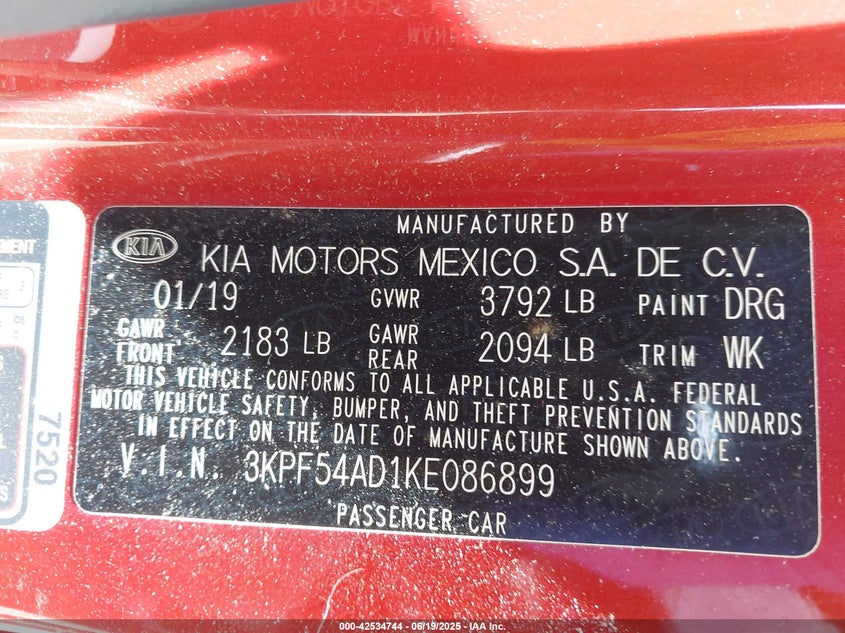 MANUFACTURED BY
KIA KIA MOTORS MEXICO S.A. DE C.V.
01/19 GVWR 3792 LB PAINT DRG
GAWR FRONT 2183 LB GAWR REAR 2094 LB TRIM WK
THIS VEHICLE CONFORMS TO ALL APPLICABLE U.S.A. FEDERAL
MOTOR VEHICLE SAFETY, BUMPER, AND THEFT PREVENTION STANDARDS
IN EFFECT ON THE DATE OF MANUFACTURE SHOWN ABOVE.
V.I.N. 3KPF54AD1KE086899
PASSENGER CAR
7520
000-42534744 - 06/19/2025 - IAA Inc.